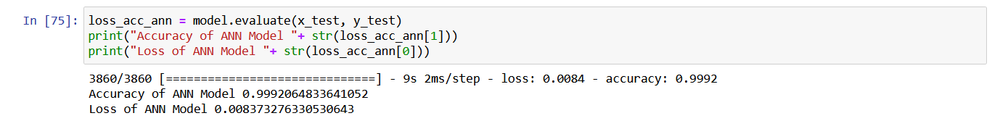 In [75]: loss_acc_ann = model.evaluate(x_test, y_test)
print("Accuracy of ANN Model "+ str(loss_acc_ann[1]))
print("Loss of ANN Model "+ str(loss_acc_ann[0]))
3860/3860 [==============================] - 9s 2ms/step - loss: 0.0084 - accuracy: 0.9992
Accuracy of ANN Model 0.9992064833641052
Loss of ANN Model 0.008373276330530643